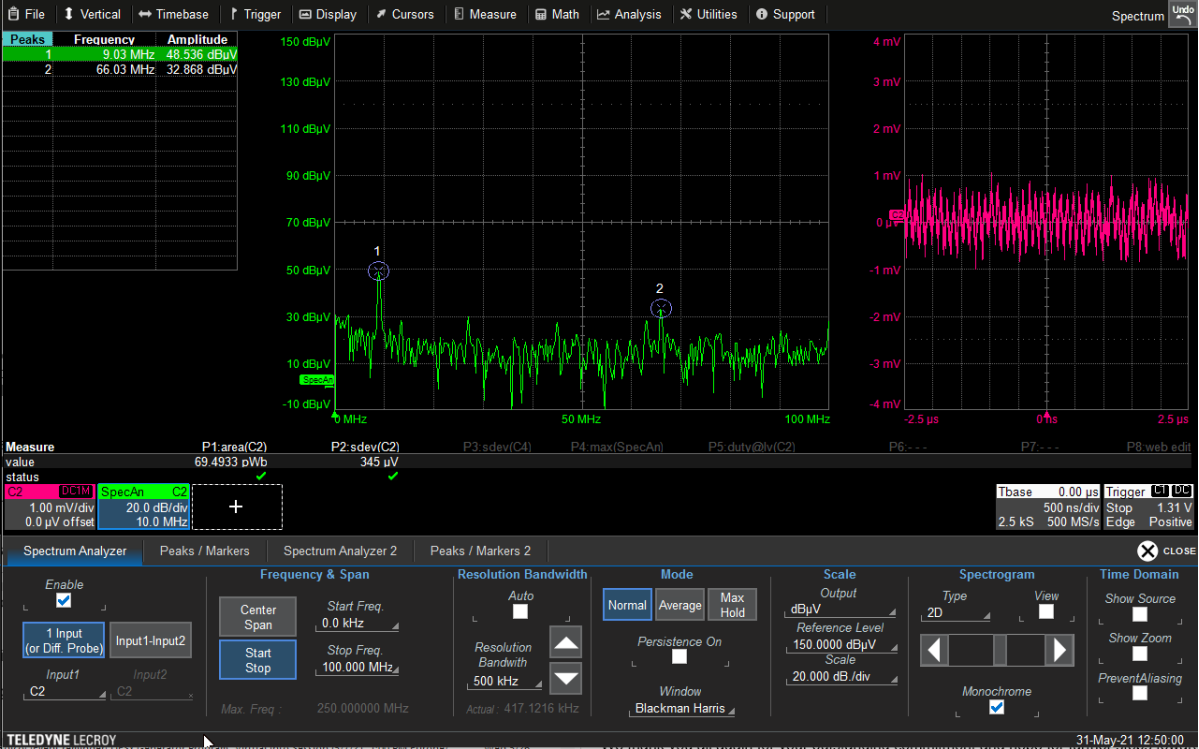 File Vertical Timebase Trigger Display Cursors Measure Math Analysis Utilities Support Spectrum Undo
Peaks Frequency Amplitude
1 9.03 MHz 48.536 dBµV
2 66.03 MHz 32.868 dBµV
150 dBµV
130 dBµV
110 dBµV
90 dBµV
70 dBµV
50 dBµV
30 dBµV
10 dBµV
-10 dBµV
SpecAn
1
2
0 MHz 50 MHz 100 MHz
4 mV
3 mV
2 mV
1 mV
0 µV
C2
-1 mV
-2 mV
-3 mV
-4 mV
-2.5 µs 0 ns 2.5 µs
Measure P1:area(C2) P2:sdev(C2) P3:sdev(C4) P4:max(SpecAn) P5:duty@lv(C2) P6:--- P7:--- P8:web edit
value 69.4933 pWb 345 µV
status
C2 DC1M
1.00 mV/div
0.0 µV offset
SpecAn C2
20.0 dB/div
10.0 MHz
+
Tbase 0.00 µs
500 ns/div
2.5 kS 500 MS/s
Trigger C1 DC
Stop 1.31 V
Edge Positive
Spectrum Analyzer Peaks / Markers Spectrum Analyzer 2 Peaks / Markers 2 CLOSE
Enable
1 Input
(or Diff. Probe)
Input1-Input2
Input1 Input2
C2 C2
Frequency & Span
Center
Span
Start
Stop
Start Freq.
0.0 kHz
Stop Freq.
100.000 MHz
Max. Freq : 250.000000 MHz
Resolution Bandwidth
Auto
Resolution
Bandwith
500 kHz
Actual : 417.1216 kHz
Mode
Normal Average Max
Hold
Persistence On
Window
Blackman Harris
Scale
Output
dBµV
Reference Level
150.0000 dBµV
Scale
20.000 dB./div
Spectrogram
Type View
2D
Monochrome
Time Domain
Show Source
Show Zoom
PreventAliasing
TELEDYNE LECROY 31-May-21 12:50:00